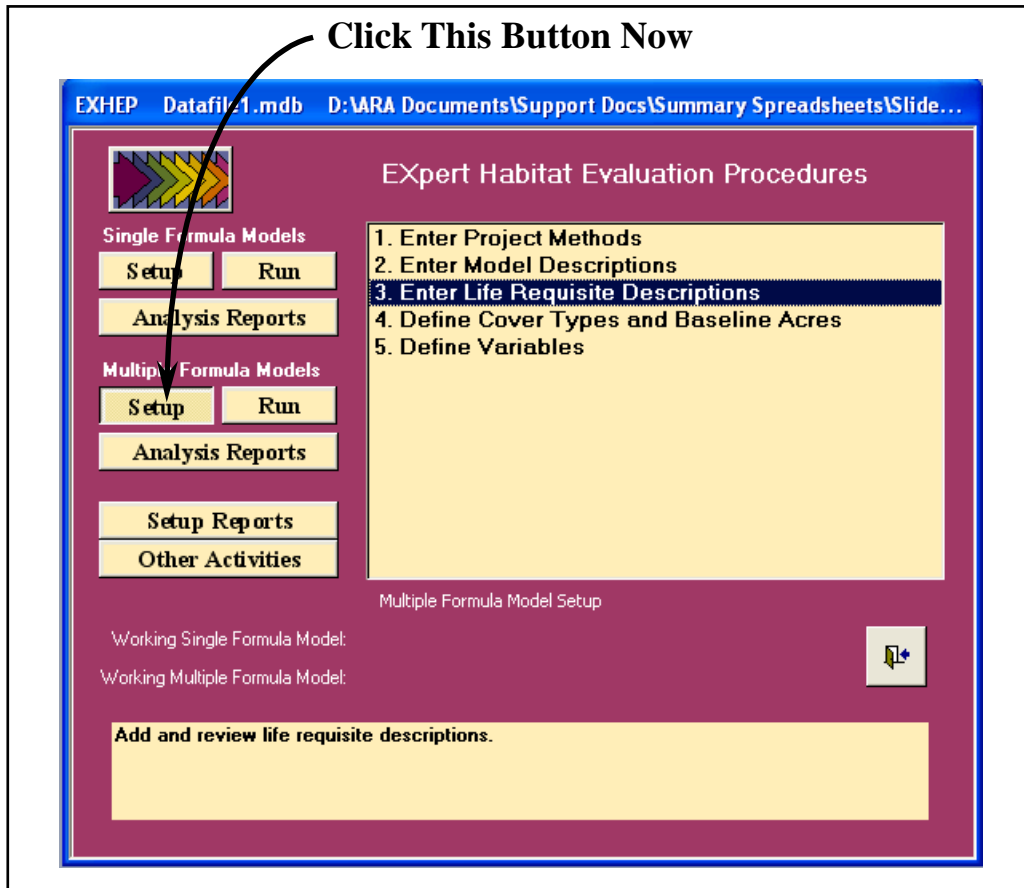 Click This Button Now
EXHEP Datafile1.mdb D:\ARA Documents\Support Docs\Summary Spreadsheets\Slide...
EXpert Habitat Evaluation Procedures
Single Formula Models
Setup Run
Analysis Reports
Multiple Formula Models
Setup Run
Analysis Reports
Setup Reports
Other Activities
1. Enter Project Methods
2. Enter Model Descriptions
3. Enter Life Requisite Descriptions
4. Define Cover Types and Baseline Acres
5. Define Variables
Multiple Formula Model Setup
Working Single Formula Model:
Working Multiple Formula Model:
Add and review life requisite descriptions.